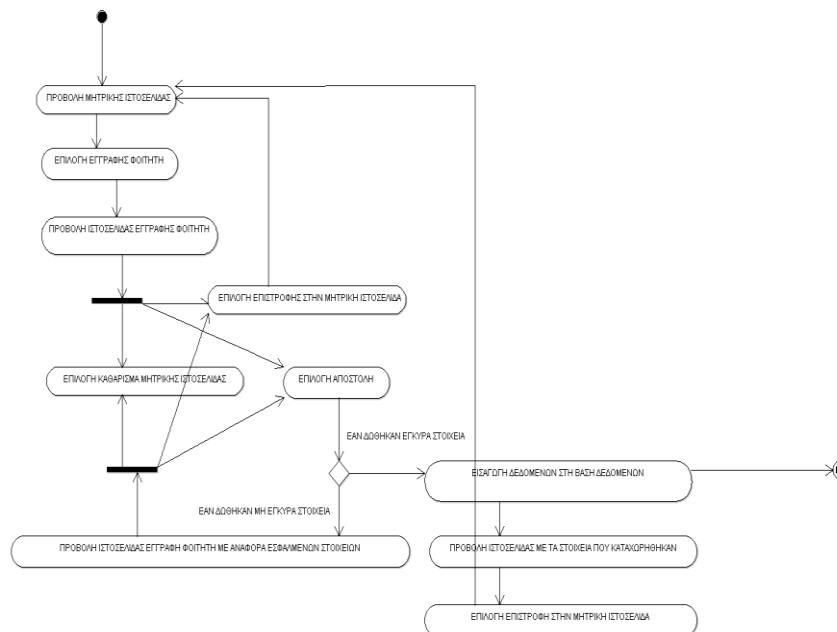 ΠΡΟΒΟΛΗ ΜΗΤΡΙΚΗΣ ΙΣΤΟΣΕΛΙΔΑΣ
ΕΠΙΛΟΓΗ ΕΓΓΡΑΦΗΣ ΦΟΙΤΗΤΗ
ΠΡΟΒΟΛΗ ΙΣΤΟΣΕΛΙΔΑΣ ΕΓΓΡΑΦΗΣ ΦΟΙΤΗΤΗ
ΕΠΙΛΟΓΗ ΕΠΙΣΤΡΟΦΗΣ ΣΤΗΝ ΜΗΤΡΙΚΗ ΙΣΤΟΣΕΛΙΔΑ
ΕΠΙΛΟΓΗ ΚΑΘΑΡΙΣΜΑ ΜΗΤΡΙΚΗΣ ΙΣΤΟΣΕΛΙΔΑΣ
ΕΠΙΛΟΓΗ ΑΠΟΣΤΟΛΗ
ΕΑΝ ΔΩΘΗΚΑΝ ΕΓΚΥΡΑ ΣΤΟΙΧΕΙΑ
ΕΙΣΑΓΩΓΗ ΔΕΔΟΜΕΝΩΝ ΣΤΗ ΒΑΣΗ ΔΕΔΟΜΕΝΩΝ
ΕΑΝ ΔΩΘΗΚΑΝ ΜΗ ΕΓΚΥΡΑ ΣΤΟΙΧΕΙΑ
ΠΡΟΒΟΛΗ ΙΣΤΟΣΕΛΙΔΑΣ ΕΓΓΡΑΦΗ ΦΟΙΤΗΤΗ ΜΕ ΑΝΑΦΟΡΑ ΕΣΦΑΛΜΕΝΩΝ ΣΤΟΙΧΕΙΩΝ
ΠΡΟΒΟΛΗ ΙΣΤΟΣΕΛΙΔΑΣ ΜΕ ΤΑ ΣΤΟΙΧΕΙΑ ΠΟΥ ΚΑΤΑΧΩΡΗΘΗΚΑΝ
ΕΠΙΛΟΓΗ ΕΠΙΣΤΡΟΦΗ ΣΤΗΝ ΜΗΤΡΙΚΗ ΙΣΤΟΣΕΛΙΔΑ